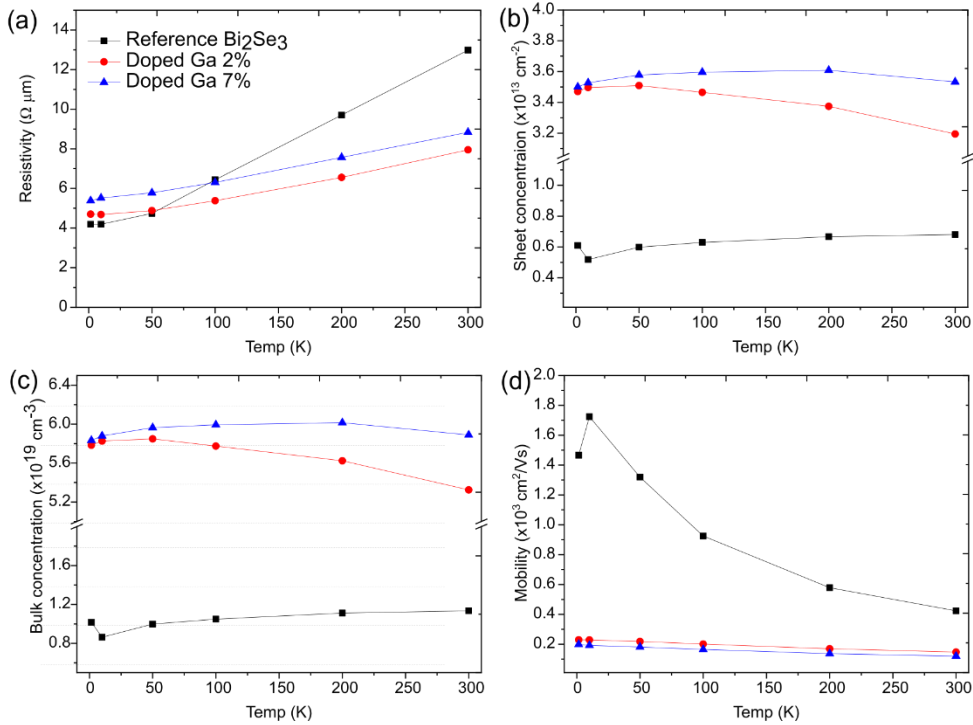 (a)
Reference Bi2Se3
Doped Ga 2%
Doped Ga 7%
Resistivity (Ω μm)
14
12
10
8
6
4
2
0
0 50 100 150 200 250 300
Temp (K)
(b)
Sheet concentraion (x10^13 cm^-2)
4.0
3.8
3.6
3.4
3.2
1.0
0.8
0.6
0.4
0 50 100 150 200 250 300
Temp (K)
(c)
Bulk concentration (x10^19 cm^-3)
6.4
6.0
5.6
5.2
1.6
1.2
0.8
0 50 100 150 200 250 300
Temp (K)
(d)
Mobility (x10^3 cm^2/Vs)
2.0
1.8
1.6
1.4
1.2
1.0
0.8
0.6
0.4
0.2
0 50 100 150 200 250 300
Temp (K)